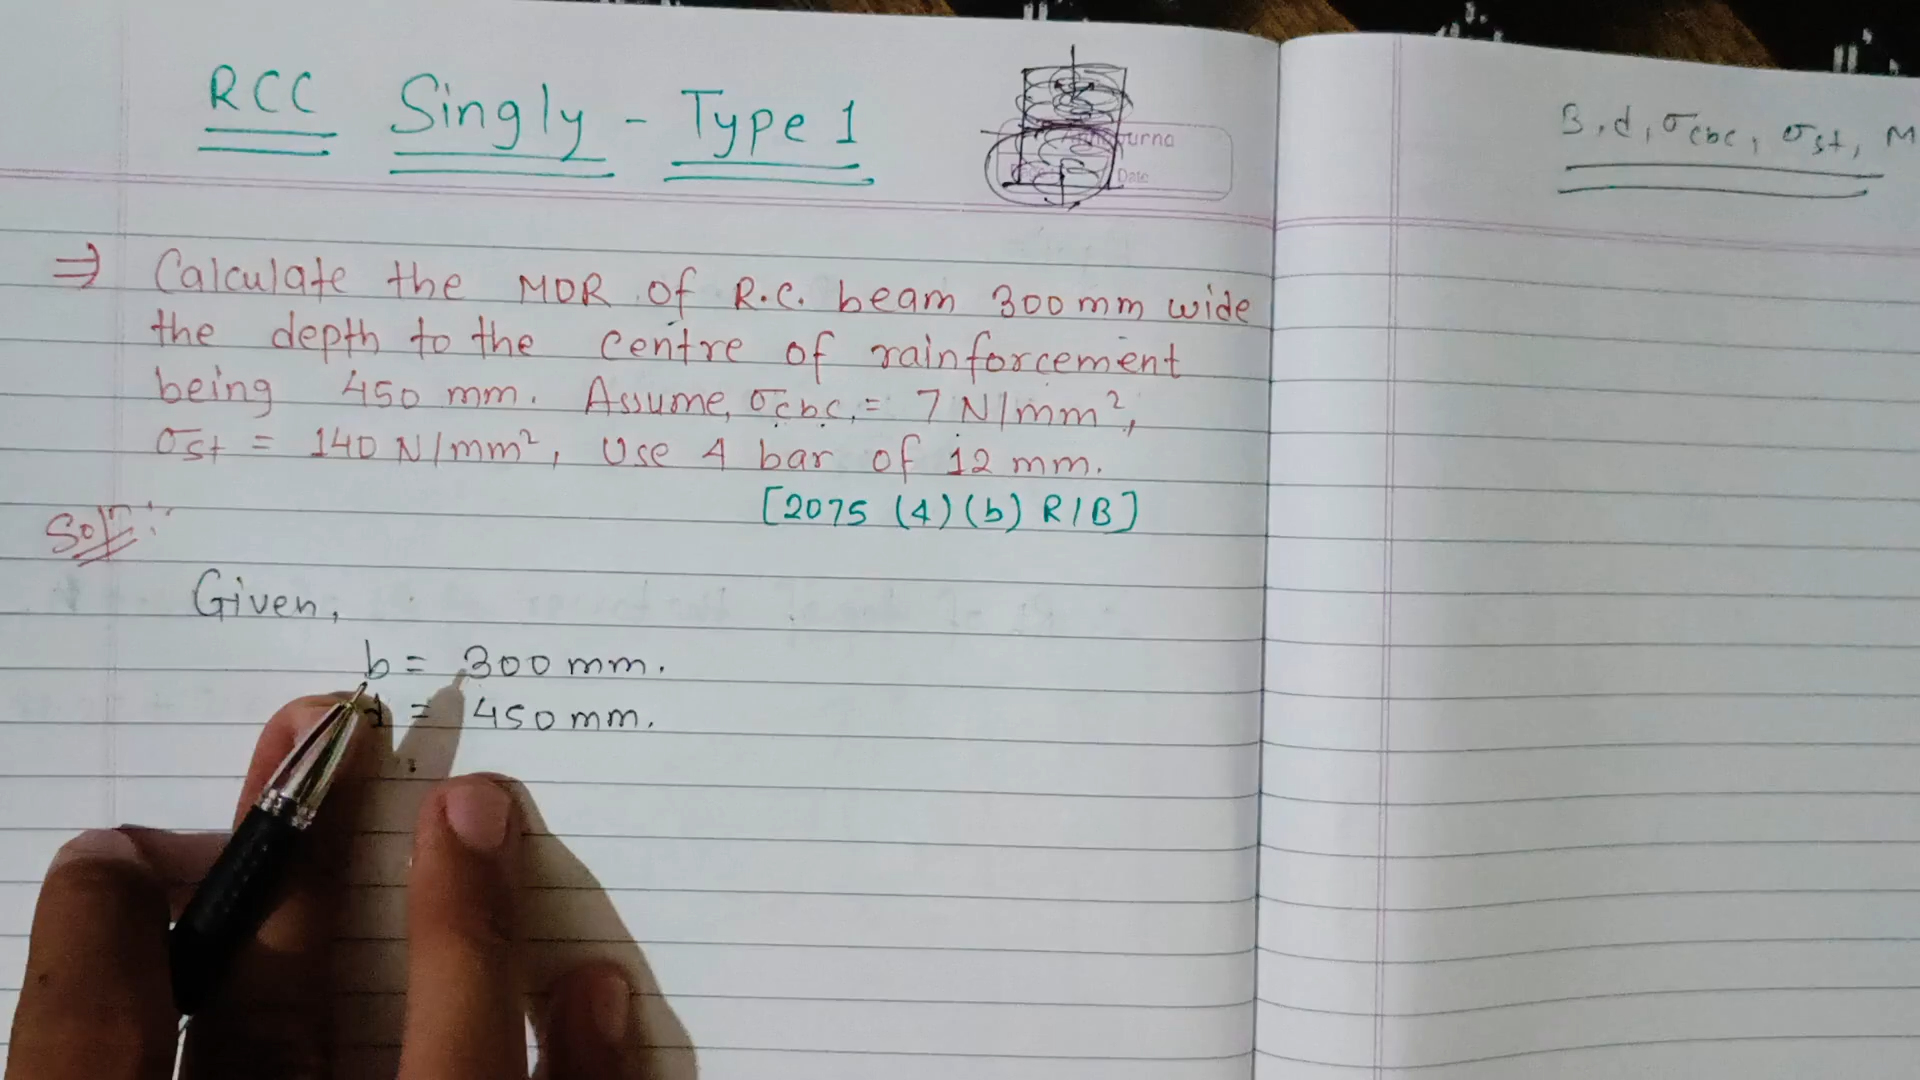 RCC Singly - Type 1
Date
B, d, σcbc, σst, M
⇒ Calculate the MOR of R.C. beam 300 mm wide
the depth to the centre of rainforcement
being 450 mm. Assume, σcbc, = 7 N/mm²,
σst = 140 N/mm², Use 4 bar of 12 mm.
[2075 (4)(b) R/B]
Solⁿ:
Given,
b = 300 mm.
d = 450 mm.